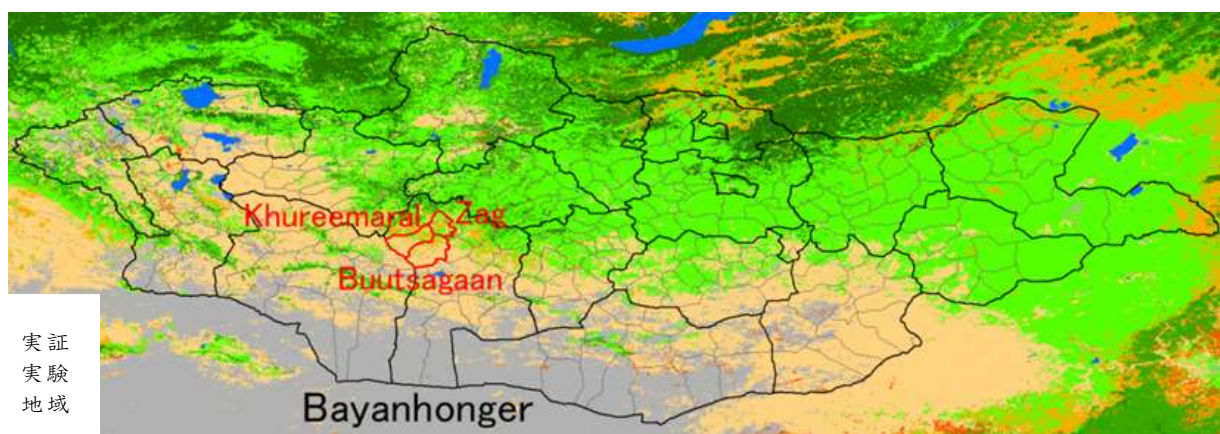 Khureemaral
Zag
Buutsagaan
実証
実験
地域
Bayanhonger